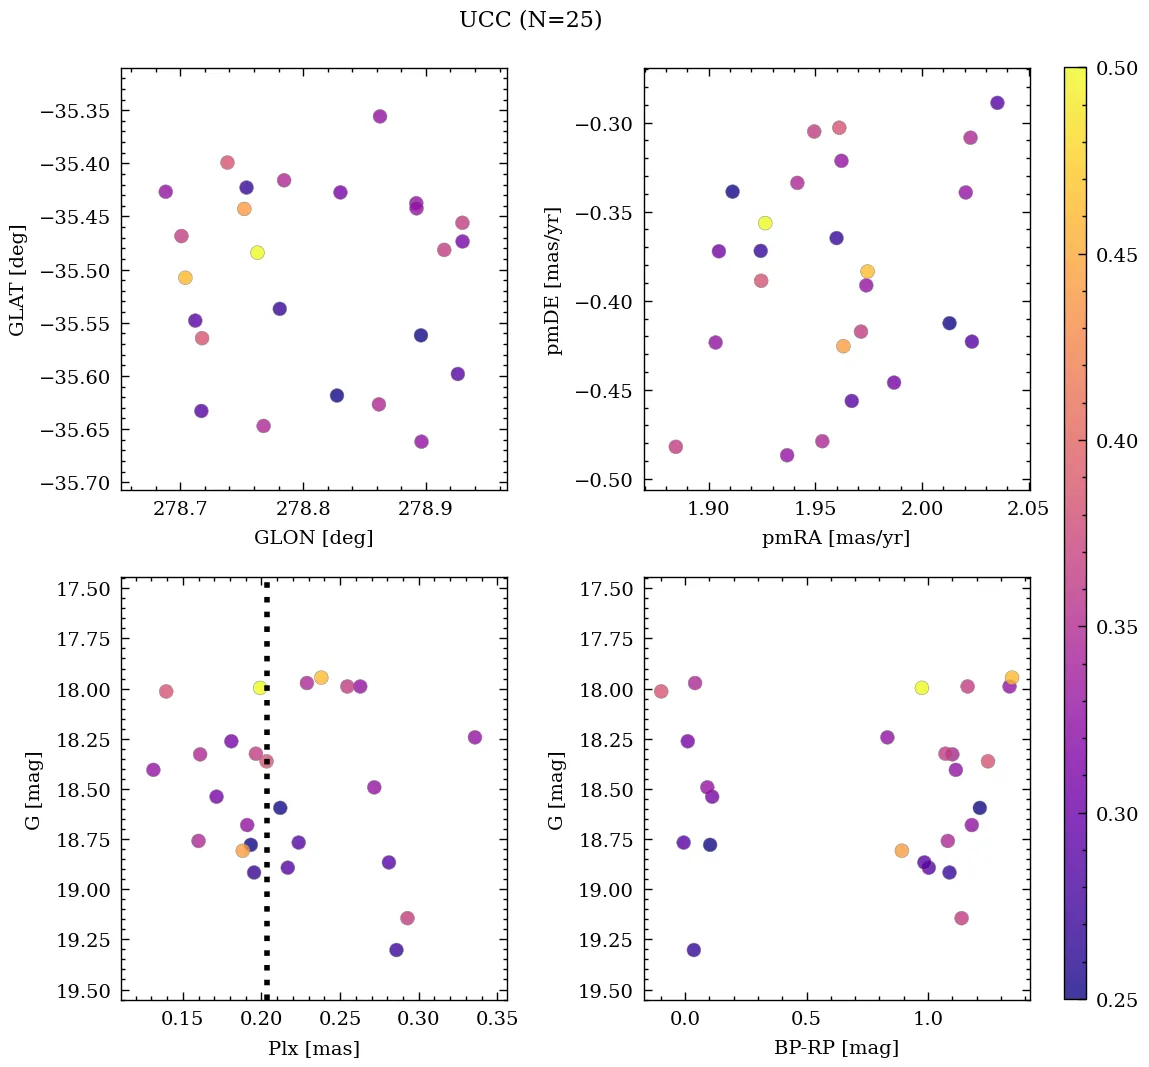 UCC (N=25)
−35.35
−35.40
−35.45
−35.50
−35.55
−35.60
−35.65
−35.70
GLAT [deg]
278.7 278.8 278.9
GLON [deg]
−0.30
−0.35
−0.40
−0.45
−0.50
pmDE [mas/yr]
1.90 1.95 2.00 2.05
pmRA [mas/yr]
17.50
17.75
18.00
18.25
18.50
18.75
19.00
19.25
19.50
G [mag]
0.15 0.20 0.25 0.30 0.35
Plx [mas]
17.50
17.75
18.00
18.25
18.50
18.75
19.00
19.25
19.50
G [mag]
0.0 0.5 1.0
BP-RP [mag]
0.50
0.45
0.40
0.35
0.30
0.25